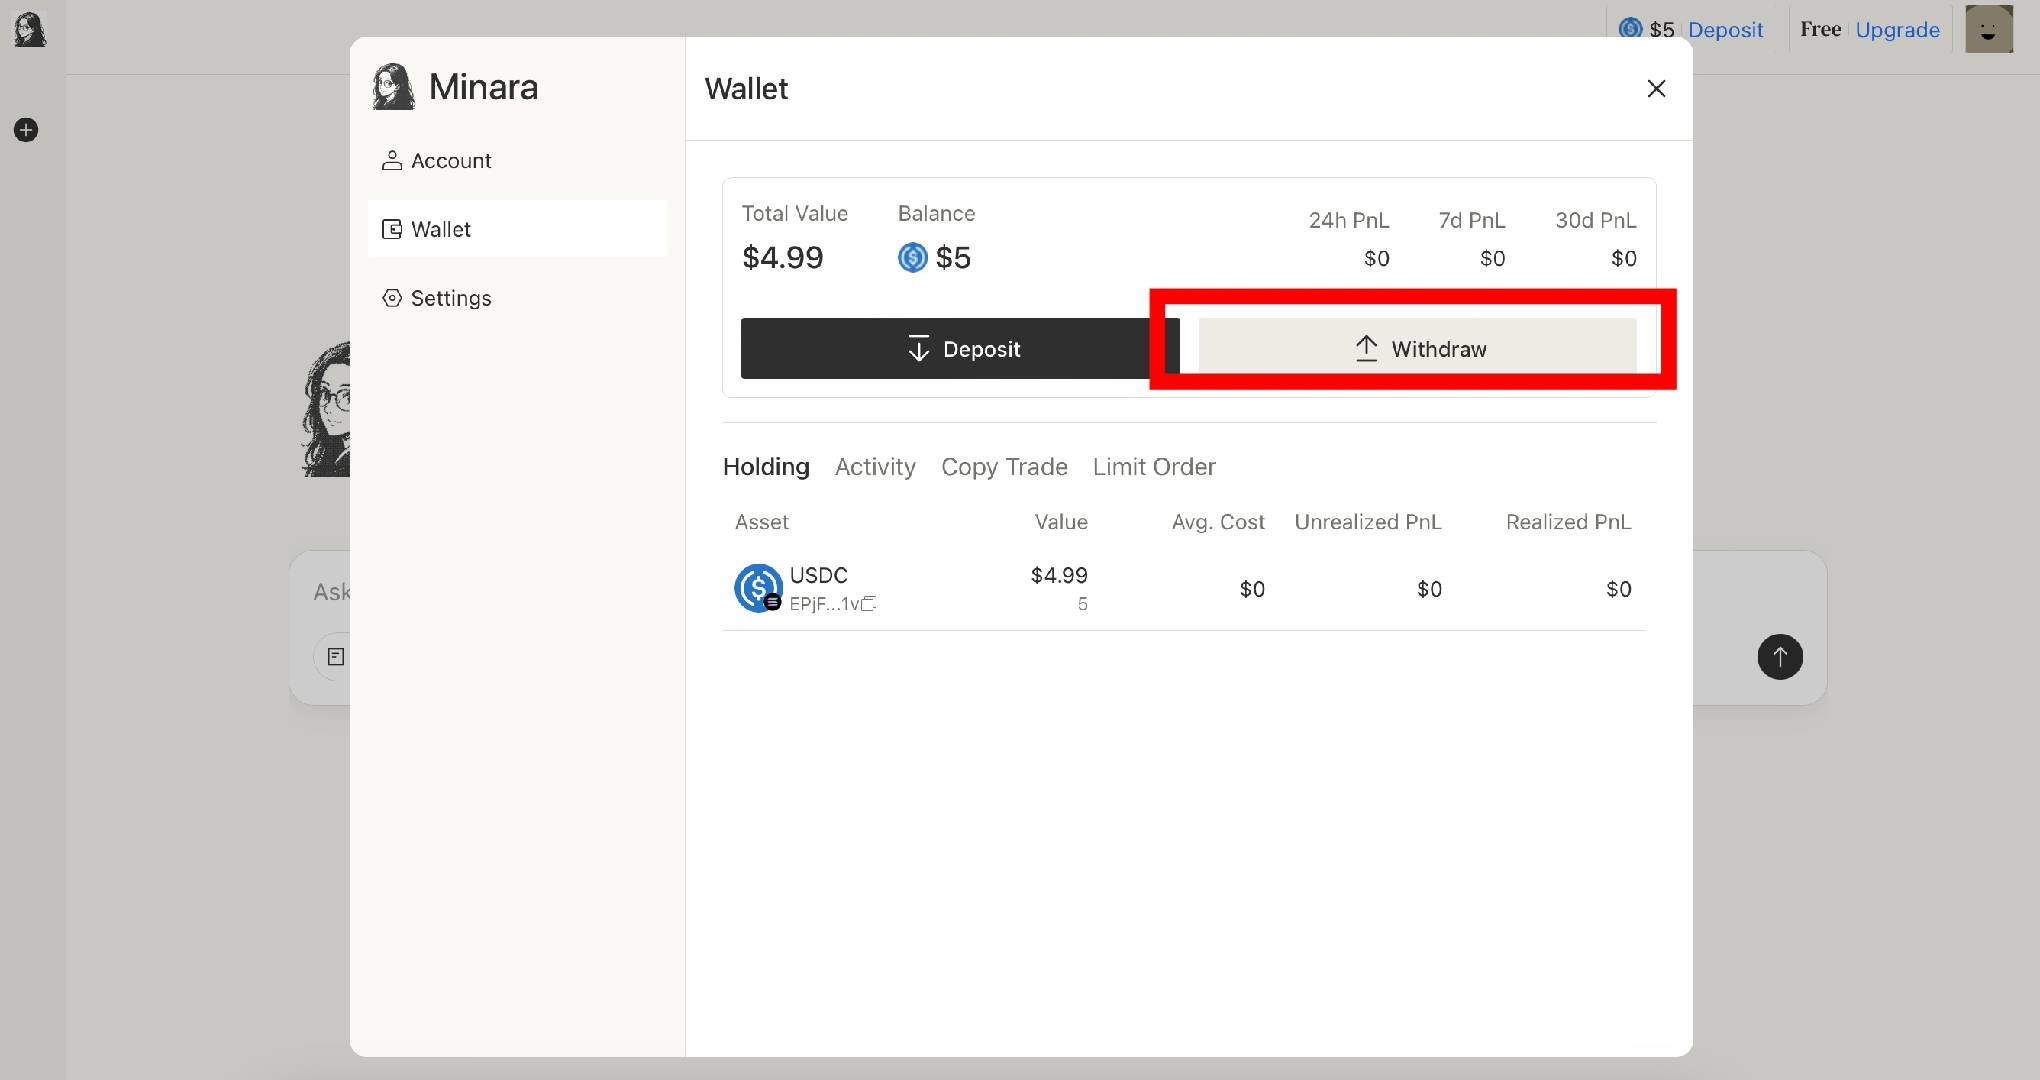 $5 Deposit Free Upgrade
Minara
Wallet
Account
Wallet
Settings
Total Value Balance 24h PnL 7d PnL 30d PnL
$4.99 $5 $0 $0 $0
Deposit Withdraw
Holding Activity Copy Trade Limit Order
Asset Value Avg. Cost Unrealized PnL Realized PnL
USDC $4.99 $0 $0 $0
EPjF...1v 5
Ask